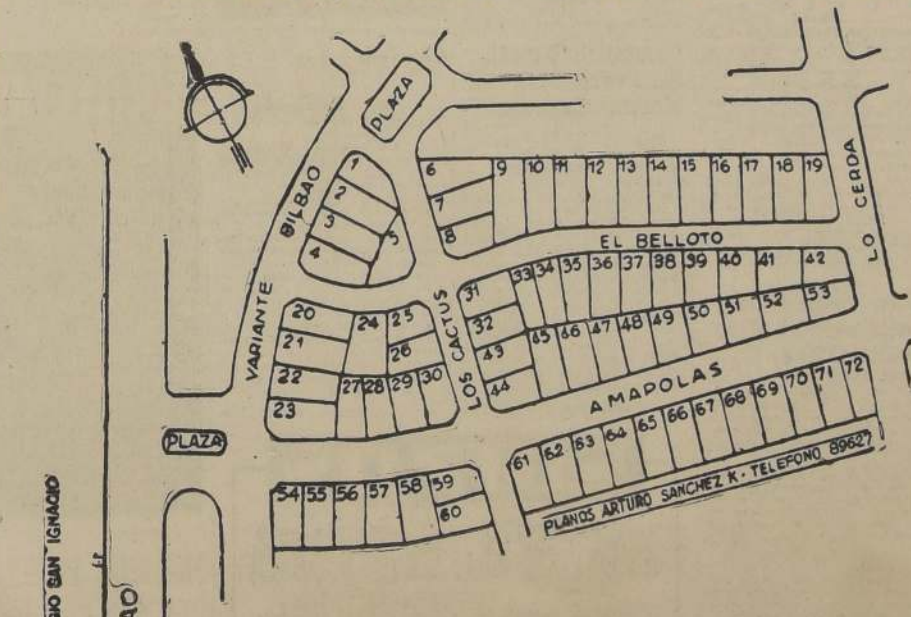 PLAZA
BILBAO
VARIANTE
1
2
3
4
5
6
7
8
9 10 11 12 13 14 15 16 17 18 19
LO CERDA
EL BELLOTO
20
21
22
23
24
25
26
27 28 29 30
LOS CACTUS
31
32
33 34 35 36 37 38 39 40 41 42
43
44
45 46 47 48 49 50 51 52 53
AMAPOLAS
PLAZA
54 55 56 57 58 59
60
61 62 63 64 65 66 67 68 69 70 71 72
PLANOS ARTURO SANCHEZ K. - TELEFONO 89627
GIO SAN IGNACIO
AO